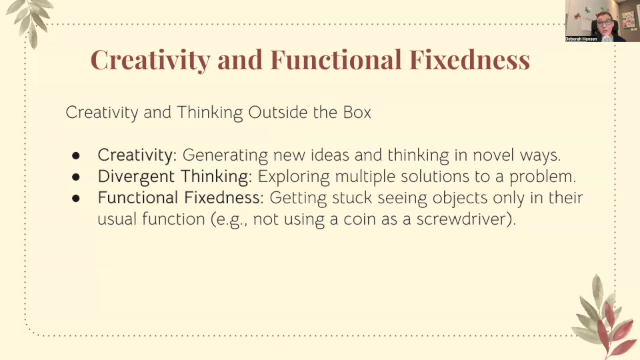 Deborah Hansen
Creativity and Functional Fixedness
Creativity and Thinking Outside the Box
● Creativity: Generating new ideas and thinking in novel ways.
● Divergent Thinking: Exploring multiple solutions to a problem.
● Functional Fixedness: Getting stuck seeing objects only in their
usual function (e.g., not using a coin as a screwdriver).